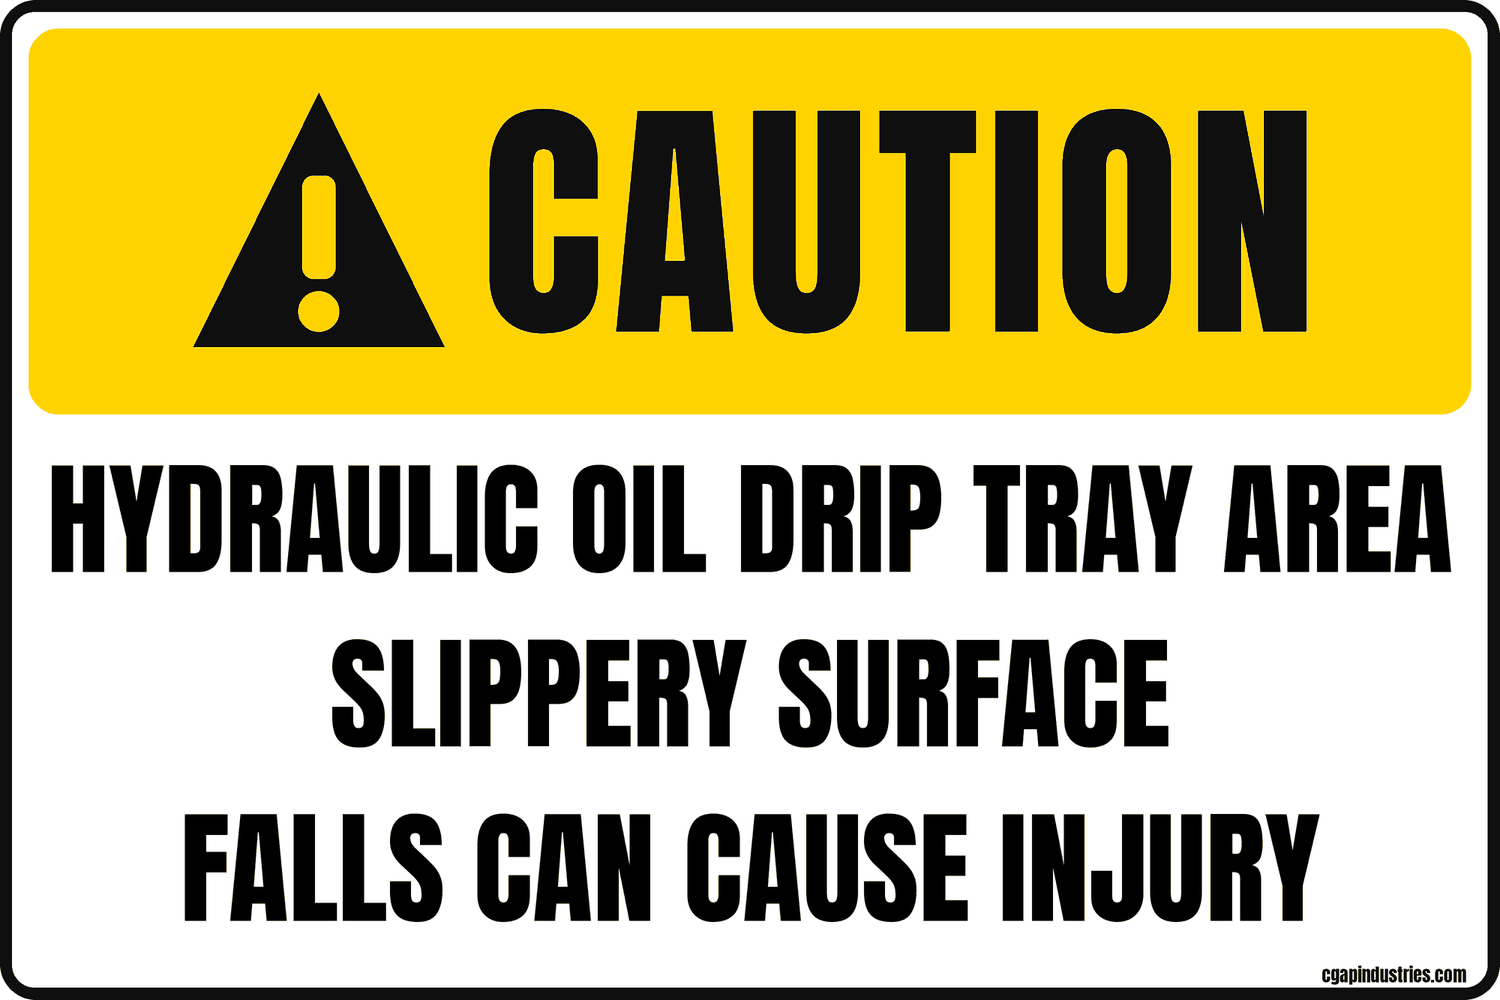 CAUTION
HYDRAULIC OIL DRIP TRAY AREA
SLIPPERY SURFACE
FALLS CAN CAUSE INJURY
cgapindustries.com